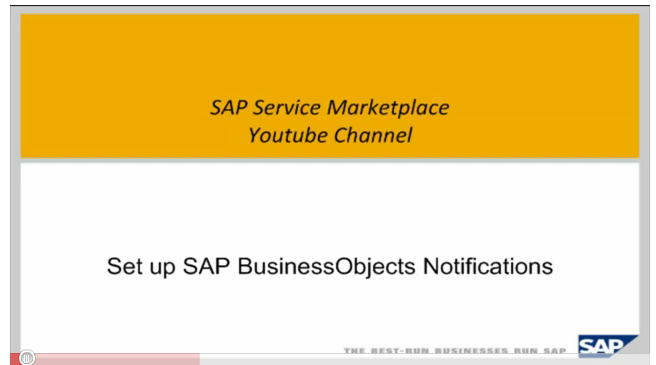 SAP Service Marketplace
Youtube Channel
Set up SAP BusinessObjects Notifications
THE BEST-RUN BUSINESSES RUN SAP
SAP